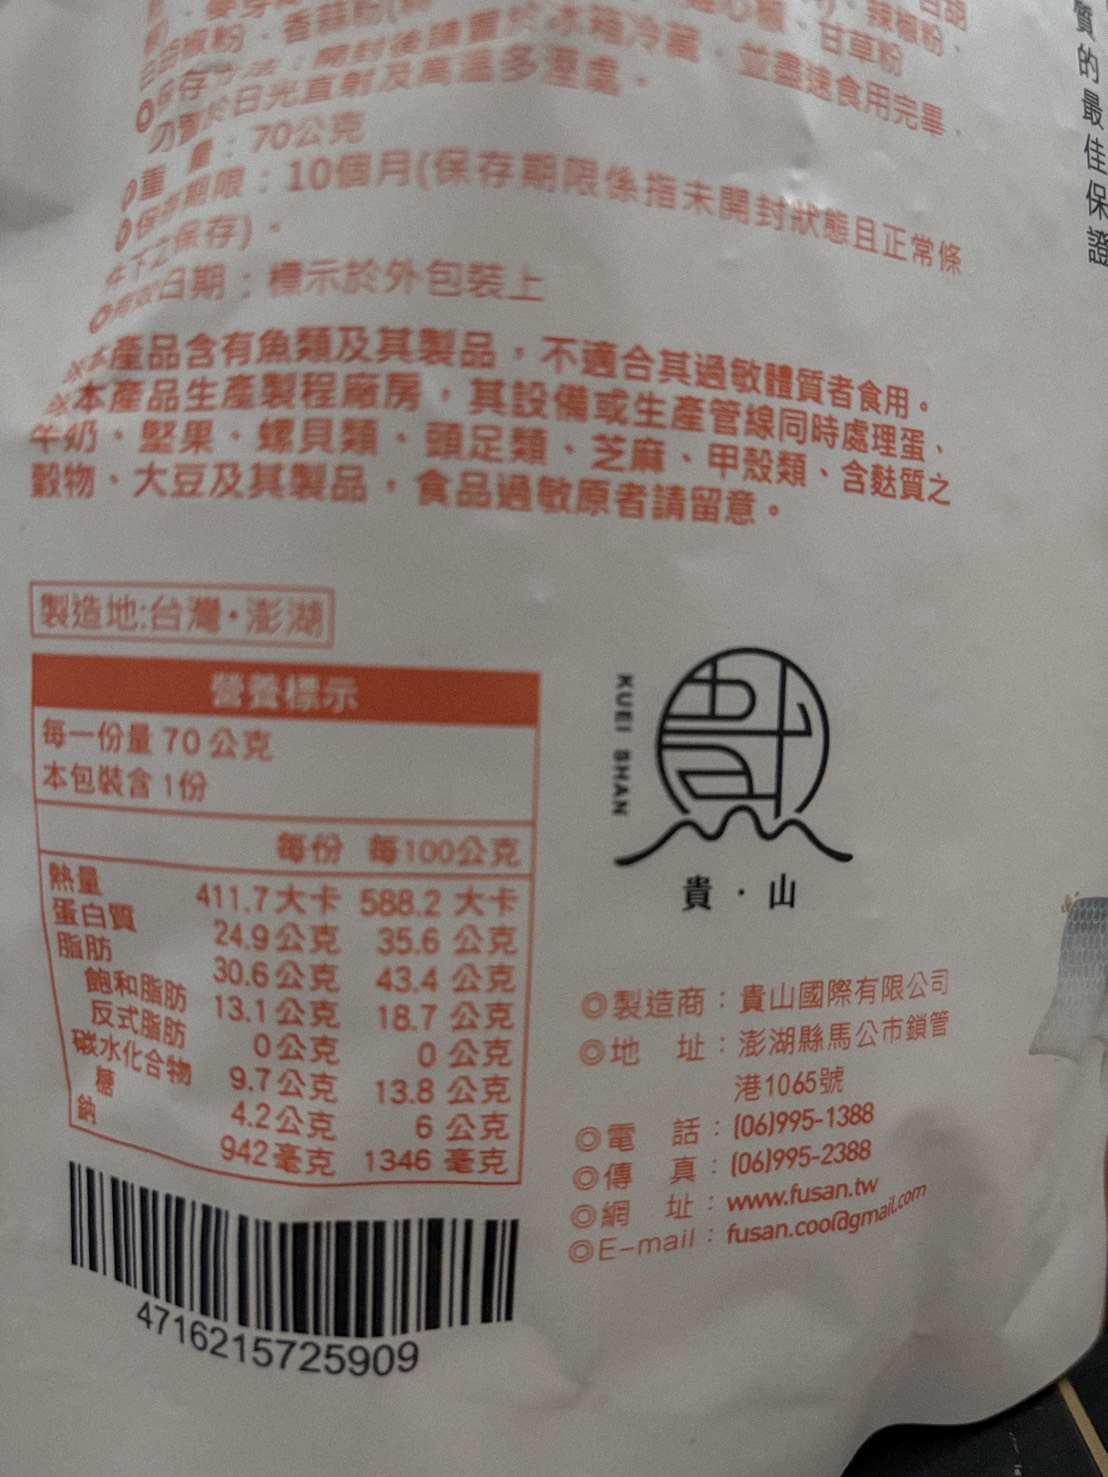 白胡
辣椒粉、
白胡椒粉、香蒜粉
甘草粉
◎保存方法：開封後請置於冰箱冷藏，並盡速食用完畢，
勿置於日光直射及高溫多濕處。
◎重 量：70公克
◎保存期限：10個月(保存期限係指未開封狀態且正常條
件下之保存)。
◎有效日期：標示於外包裝上
※本產品含有魚類及其製品，不適合其過敏體質者食用。
※本產品生產製程廠房，其設備或生產管線同時處理蛋、
牛奶、堅果、螺貝類、頭足類、芝麻、甲殼類、含麩質之
穀物、大豆及其製品，食品過敏原者請留意。
質的最佳保證
製造地:台灣·澎湖
營養標示
每一份量 70 公克
本包裝含 1份
每份 每100公克
熱量 411.7大卡 588.2 大卡
蛋白質 24.9公克 35.6 公克
脂肪 30.6公克 43.4 公克
飽和脂肪 13.1公克 18.7 公克
反式脂肪 0公克 0 公克
碳水化合物 9.7公克 13.8 公克
糖 4.2公克 6 公克
鈉 942毫克 1346 毫克
4716215725909
KUEI SHAN
貴·山
◎製造商：貴山國際有限公司
◎地 址：澎湖縣馬公市鎖管
港1065號
◎電 話：(06)995-1388
◎傳 真：(06)995-2388
◎網 址：www.fusan.tw
◎E-mail：fusan.cool@gmail.com